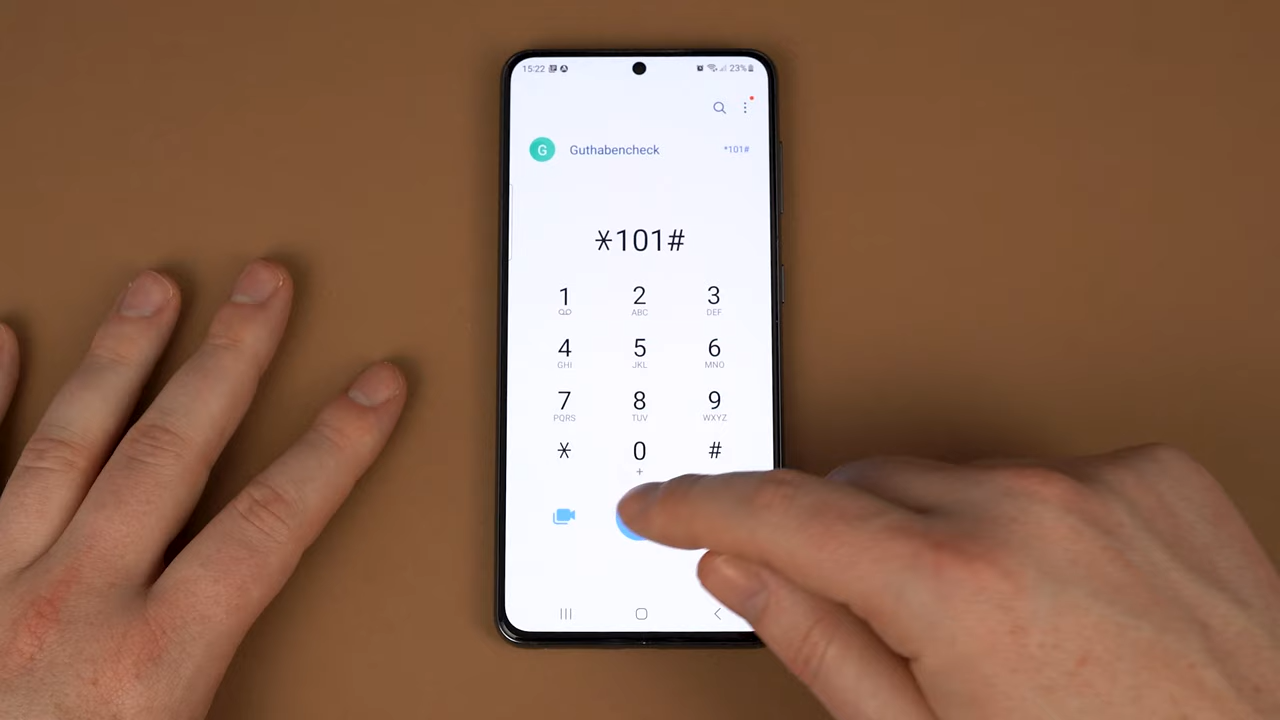 15:22 23%
G Guthabencheck *101#
*101#
1 2 3
ABC DEF
4 5 6
GHI JKL MNO
7 8 9
PQRS TUV WXYZ
* 0 #
+